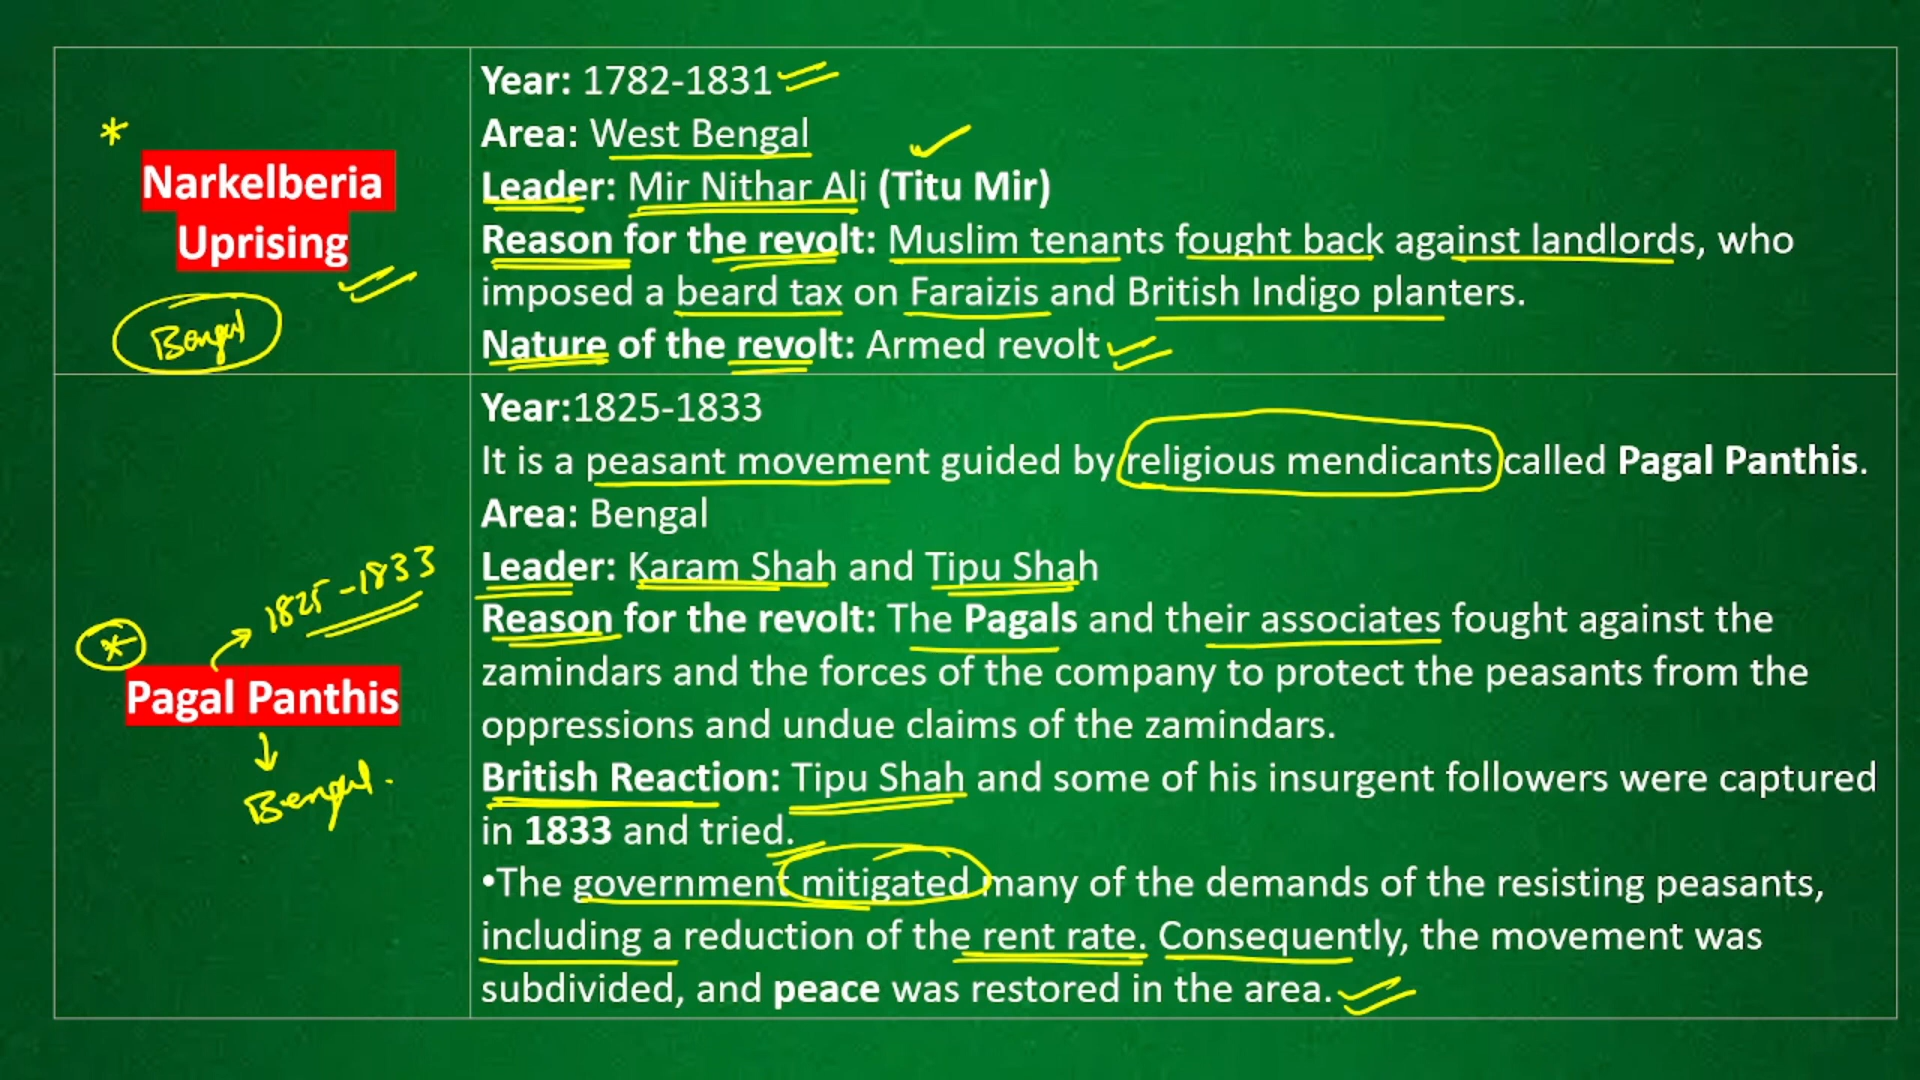 *
Narkelberia
Uprising
Bengal
Year: 1782-1831
Area: West Bengal
Leader: Mir Nithar Ali (Titu Mir)
Reason for the revolt: Muslim tenants fought back against landlords, who
imposed a beard tax on Faraizis and British Indigo planters.
Nature of the revolt: Armed revolt
*
1825-1833
Pagal Panthis
Bengal.
Year:1825-1833
It is a peasant movement guided by religious mendicants called Pagal Panthis.
Area: Bengal
Leader: Karam Shah and Tipu Shah
Reason for the revolt: The Pagals and their associates fought against the
zamindars and the forces of the company to protect the peasants from the
oppressions and undue claims of the zamindars.
British Reaction: Tipu Shah and some of his insurgent followers were captured
in 1833 and tried.
•The government mitigated many of the demands of the resisting peasants,
including a reduction of the rent rate. Consequently, the movement was
subdivided, and peace was restored in the area.